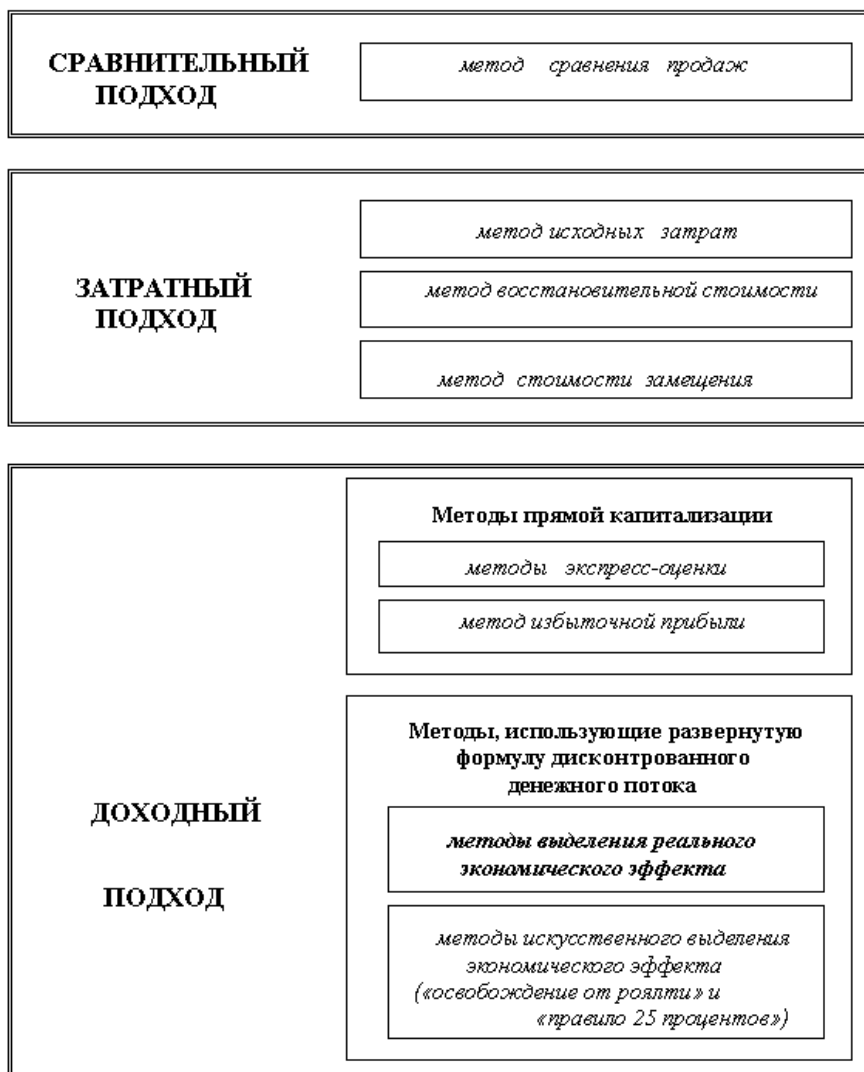 СРАВНИТЕЛЬНЫЙ
ПОДХОД
метод сравнения продаж
ЗАТРАТНЫЙ
ПОДХОД
метод исходных затрат
метод восстановительной стоимости
метод стоимости замещения
ДОХОДНЫЙ
ПОДХОД
Методы прямой капитализации
методы экспресс-оценки
метод избыточной прибыли
Методы, использующие развернутую
формулу дисконтрованного
денежного потока
методы выделения реального
экономического эффекта
методы искусственного выделения
экономического эффекта
(«освобождение от роялти» и
«правило 25 процентов»)